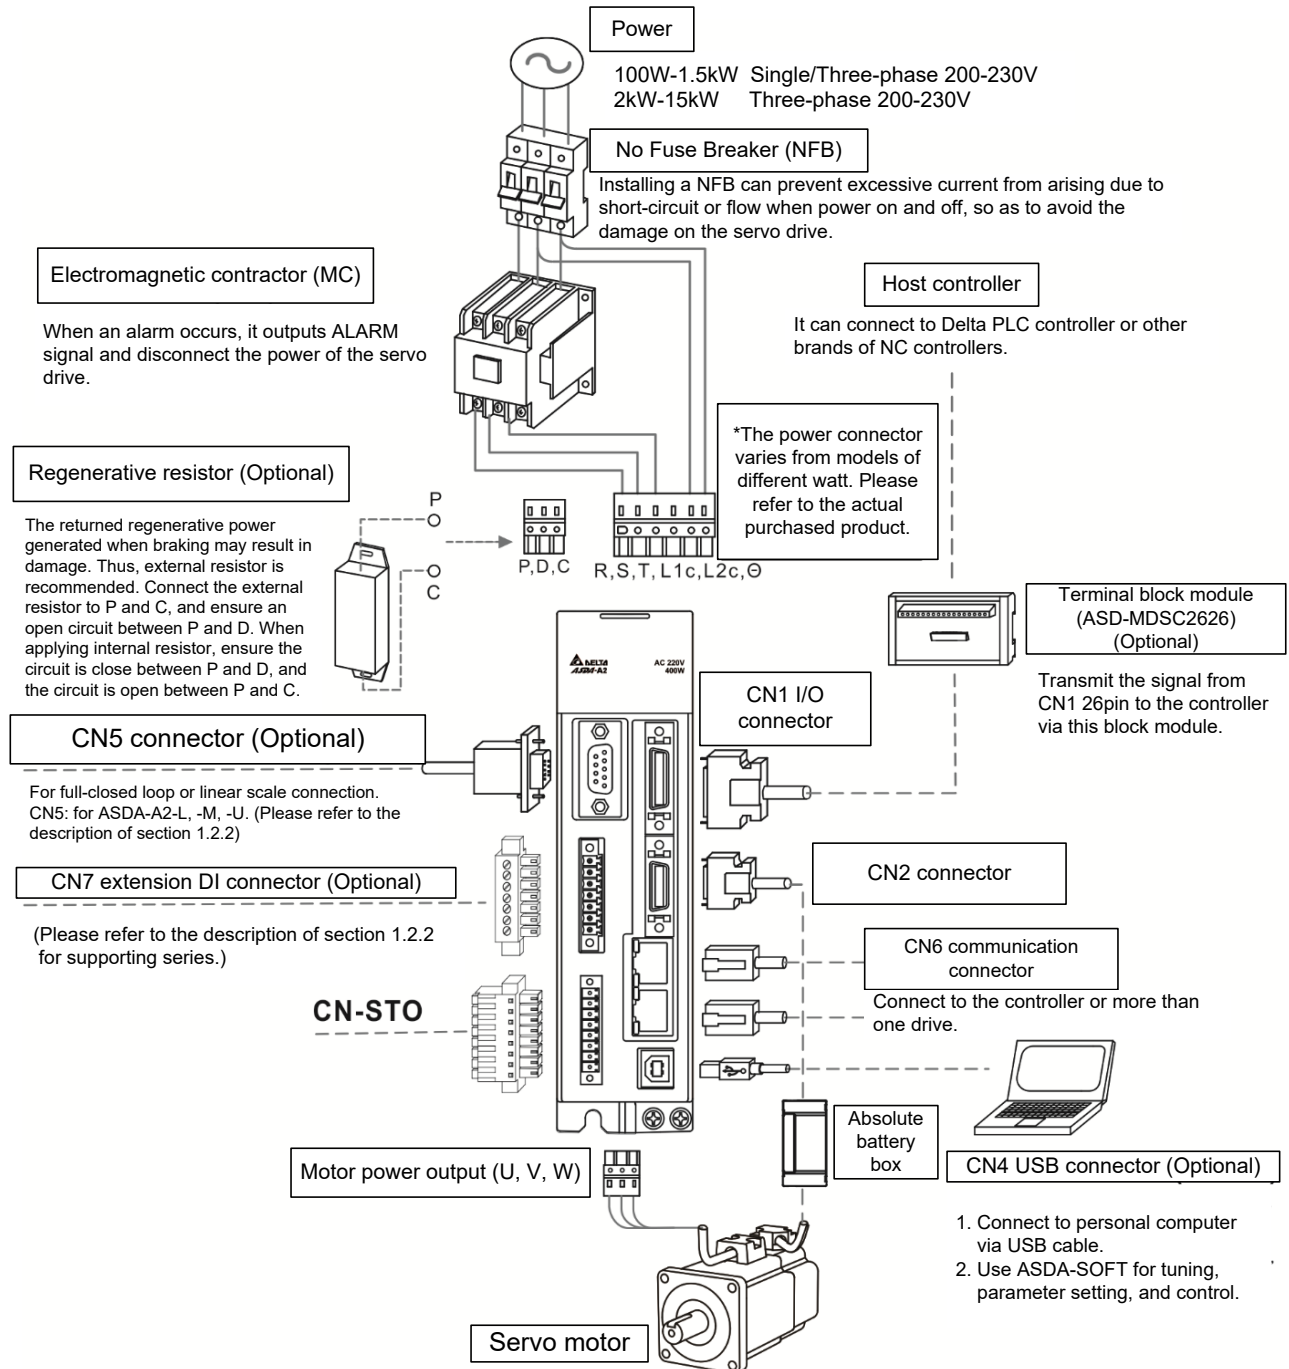 Power
100W-1.5kW Single/Three-phase 200-230V
2kW-15kW Three-phase 200-230V
No Fuse Breaker (NFB)
Installing a NFB can prevent excessive current from arising due to
short-circuit or flow when power on and off, so as to avoid the
damage on the servo drive.
Electromagnetic contractor (MC)
When an alarm occurs, it outputs ALARM
signal and disconnect the power of the servo
drive.
Host controller
It can connect to Delta PLC controller or other
brands of NC controllers.
*The power connector
varies from models of
different watt. Please
refer to the actual
purchased product.
Regenerative resistor (Optional)
The returned regenerative power
generated when braking may result in
damage. Thus, external resistor is
recommended. Connect the external
resistor to P and C, and ensure an
open circuit between P and D. When
applying internal resistor, ensure the
circuit is close between P and D, and
the circuit is open between P and C.
P
C
P,D,C
R,S,T,L1c,L2c,Θ
Terminal block module
(ASD-MDSC2626)
(Optional)
Transmit the signal from
CN1 26pin to the controller
via this block module.
DELTA
ASDA-A2
AC 220V
400W
CN1 I/O
connector
CN5 connector (Optional)
For full-closed loop or linear scale connection.
CN5: for ASDA-A2-L, -M, -U. (Please refer to the
description of section 1.2.2)
CN2 connector
CN7 extension DI connector (Optional)
(Please refer to the description of section 1.2.2
for supporting series.)
CN6 communication
connector
Connect to the controller or more than
one drive.
CN-STO
Absolute
battery
box
Motor power output (U, V, W)
CN4 USB connector (Optional)
1. Connect to personal computer
via USB cable.
2. Use ASDA-SOFT for tuning,
parameter setting, and control.
Servo motor